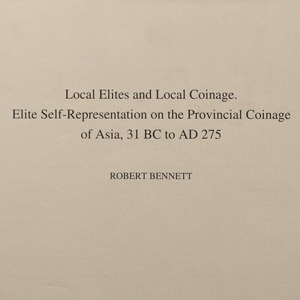 Local Elites and Local Coinage.
Elite Self-Representation on the Provincial Coinage
of Asia, 31 BC to AD 275
ROBERT BENNETT